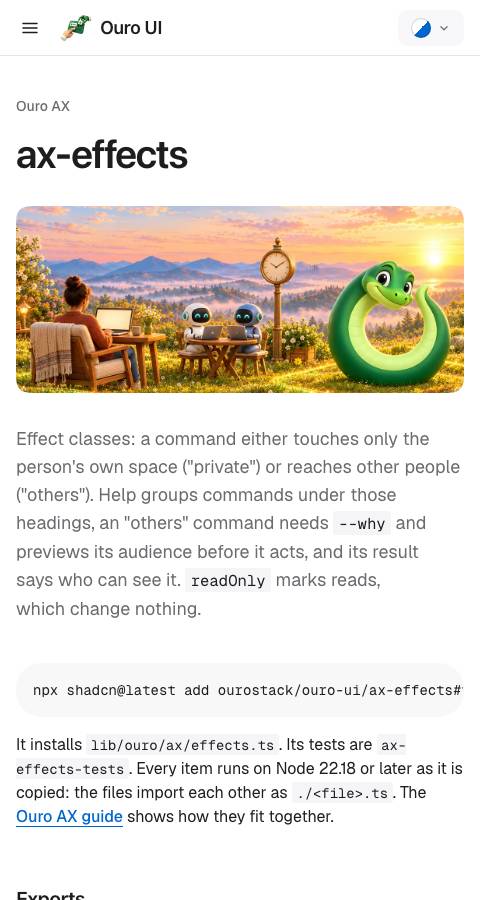 Ouro UI
Ouro AX
ax-effects
Effect classes: a command either touches only the
person's own space ("private") or reaches other people
("others"). Help groups commands under those
headings, an "others" command needs --why and
previews its audience before it acts, and its result
says who can see it. readOnly marks reads,
which change nothing.
npx shadcn@latest add ourostack/ouro-ui/ax-effects#
It installs lib/ouro/ax/effects.ts. Its tests are ax-
effects-tests. Every item runs on Node 22.18 or later as it is
copied: the files import each other as ./<file>.ts. The
Ouro AX guide shows how they fit together.
Exports